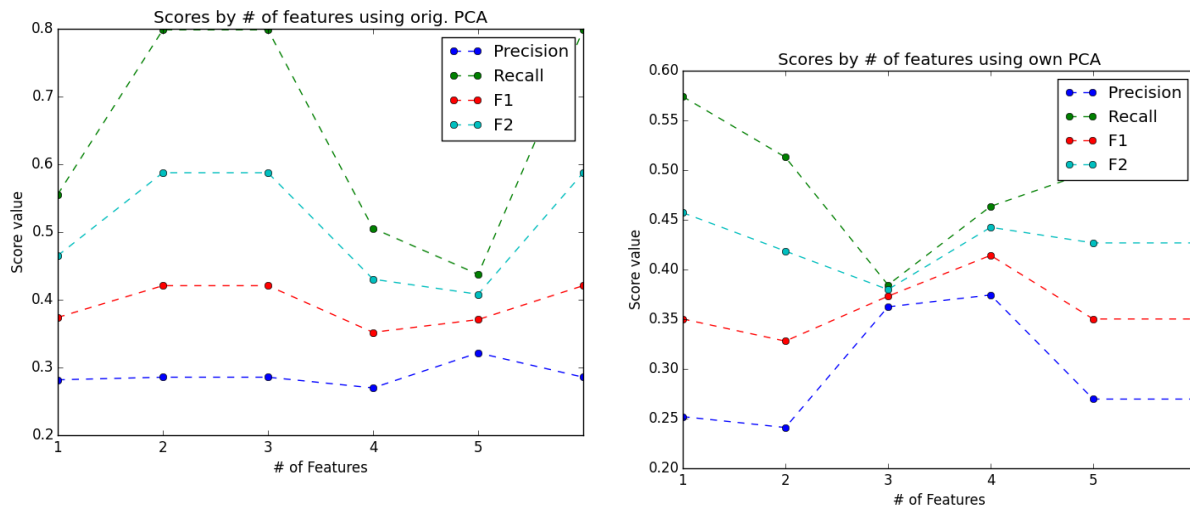 Scores by # of features using orig. PCA
0.8
0.7
0.6
0.5
0.4
0.3
0.2
Score value
1 2 3 4 5
# of Features
Precision
Recall
F1
F2
Scores by # of features using own PCA
0.60
0.55
0.50
0.45
0.40
0.35
0.30
0.25
0.20
Score value
1 2 3 4 5
# of Features
Precision
Recall
F1
F2